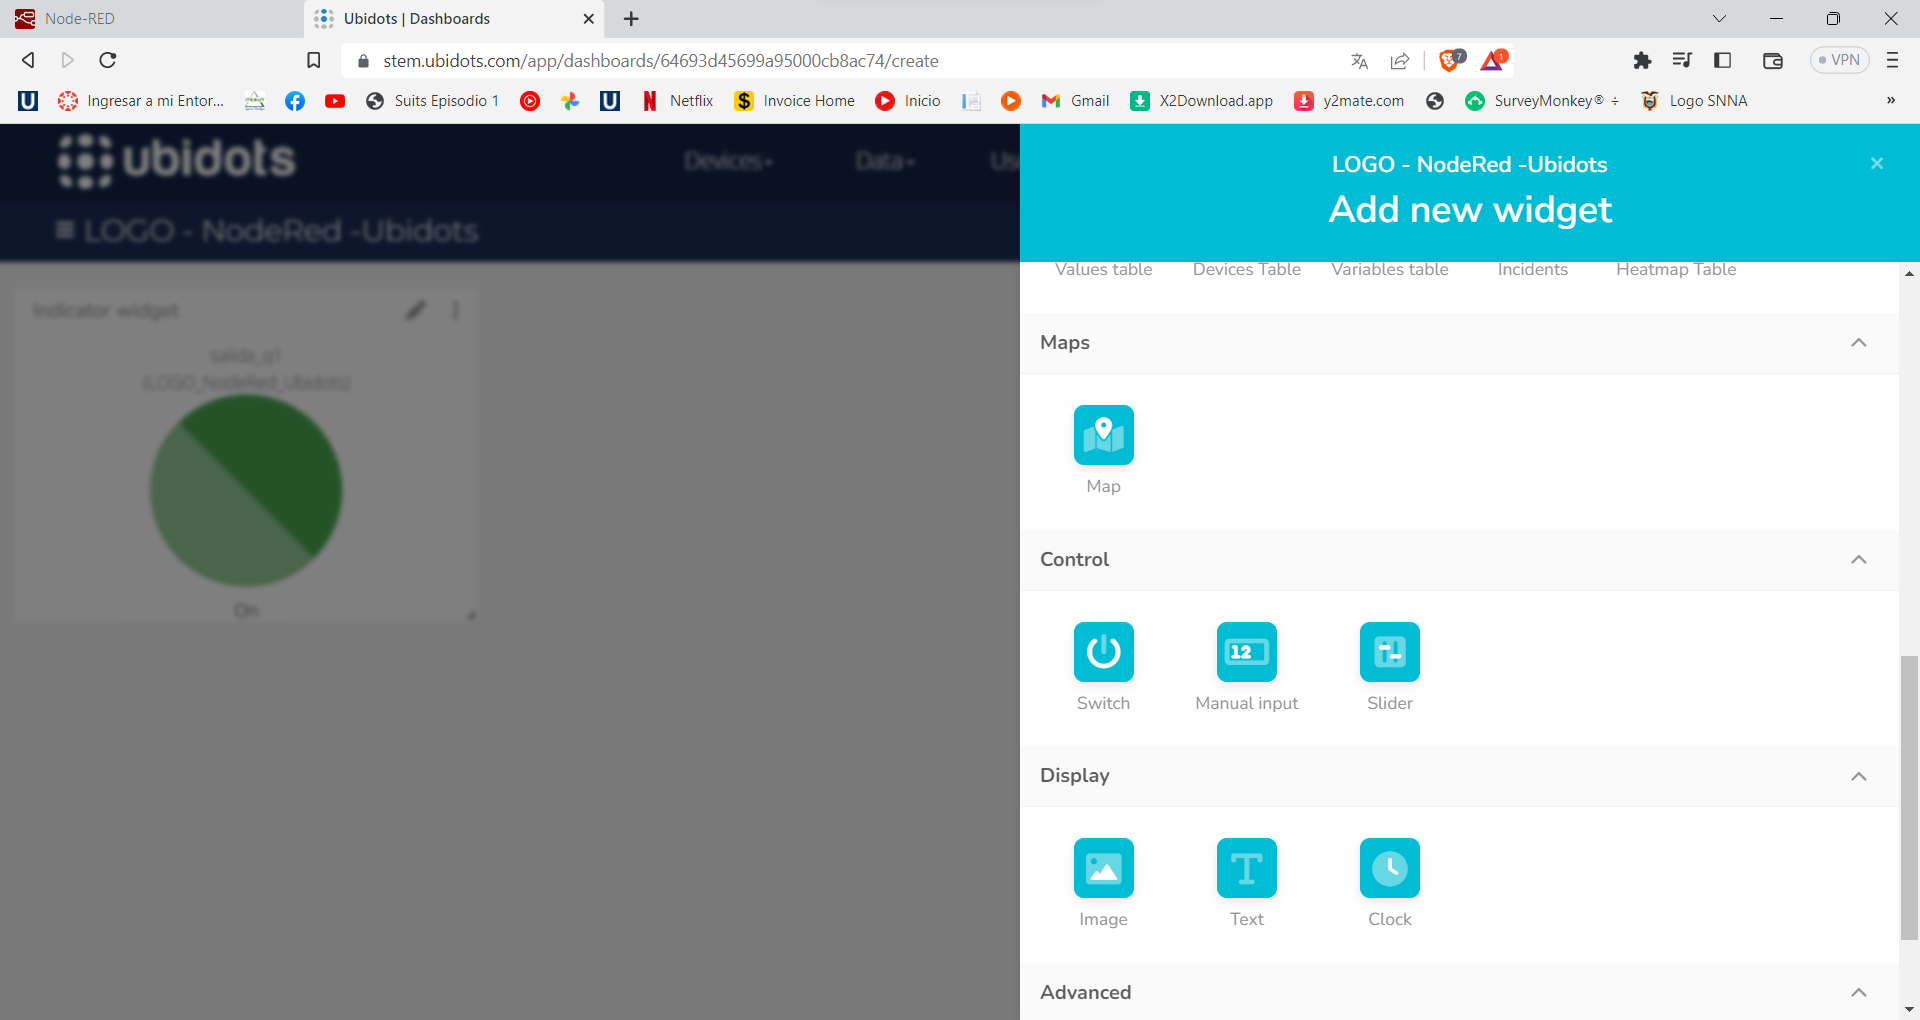 Node-RED
Ubidots | Dashboards
stem.ubidots.com/app/dashboards/64693d45699a95000cb8ac74/create
7
1
VPN
Ingresar a mi Entor...
Suits Episodio 1
Netflix
Invoice Home
Inicio
Gmail
X2Download.app
y2mate.com
SurveyMonkey® ÷
Logo SNNA
»
ubidots
Devices
Data
Us
LOGO - NodeRed -Ubidots
Indicator widget
salida_q1
(LOGO_NodeRed_Ubidots)
On
LOGO - NodeRed -Ubidots
Add new widget
Values table
Devices Table
Variables table
Incidents
Heatmap Table
Maps
Map
Control
12
Switch
Manual input
Slider
Display
T
Image
Text
Clock
Advanced